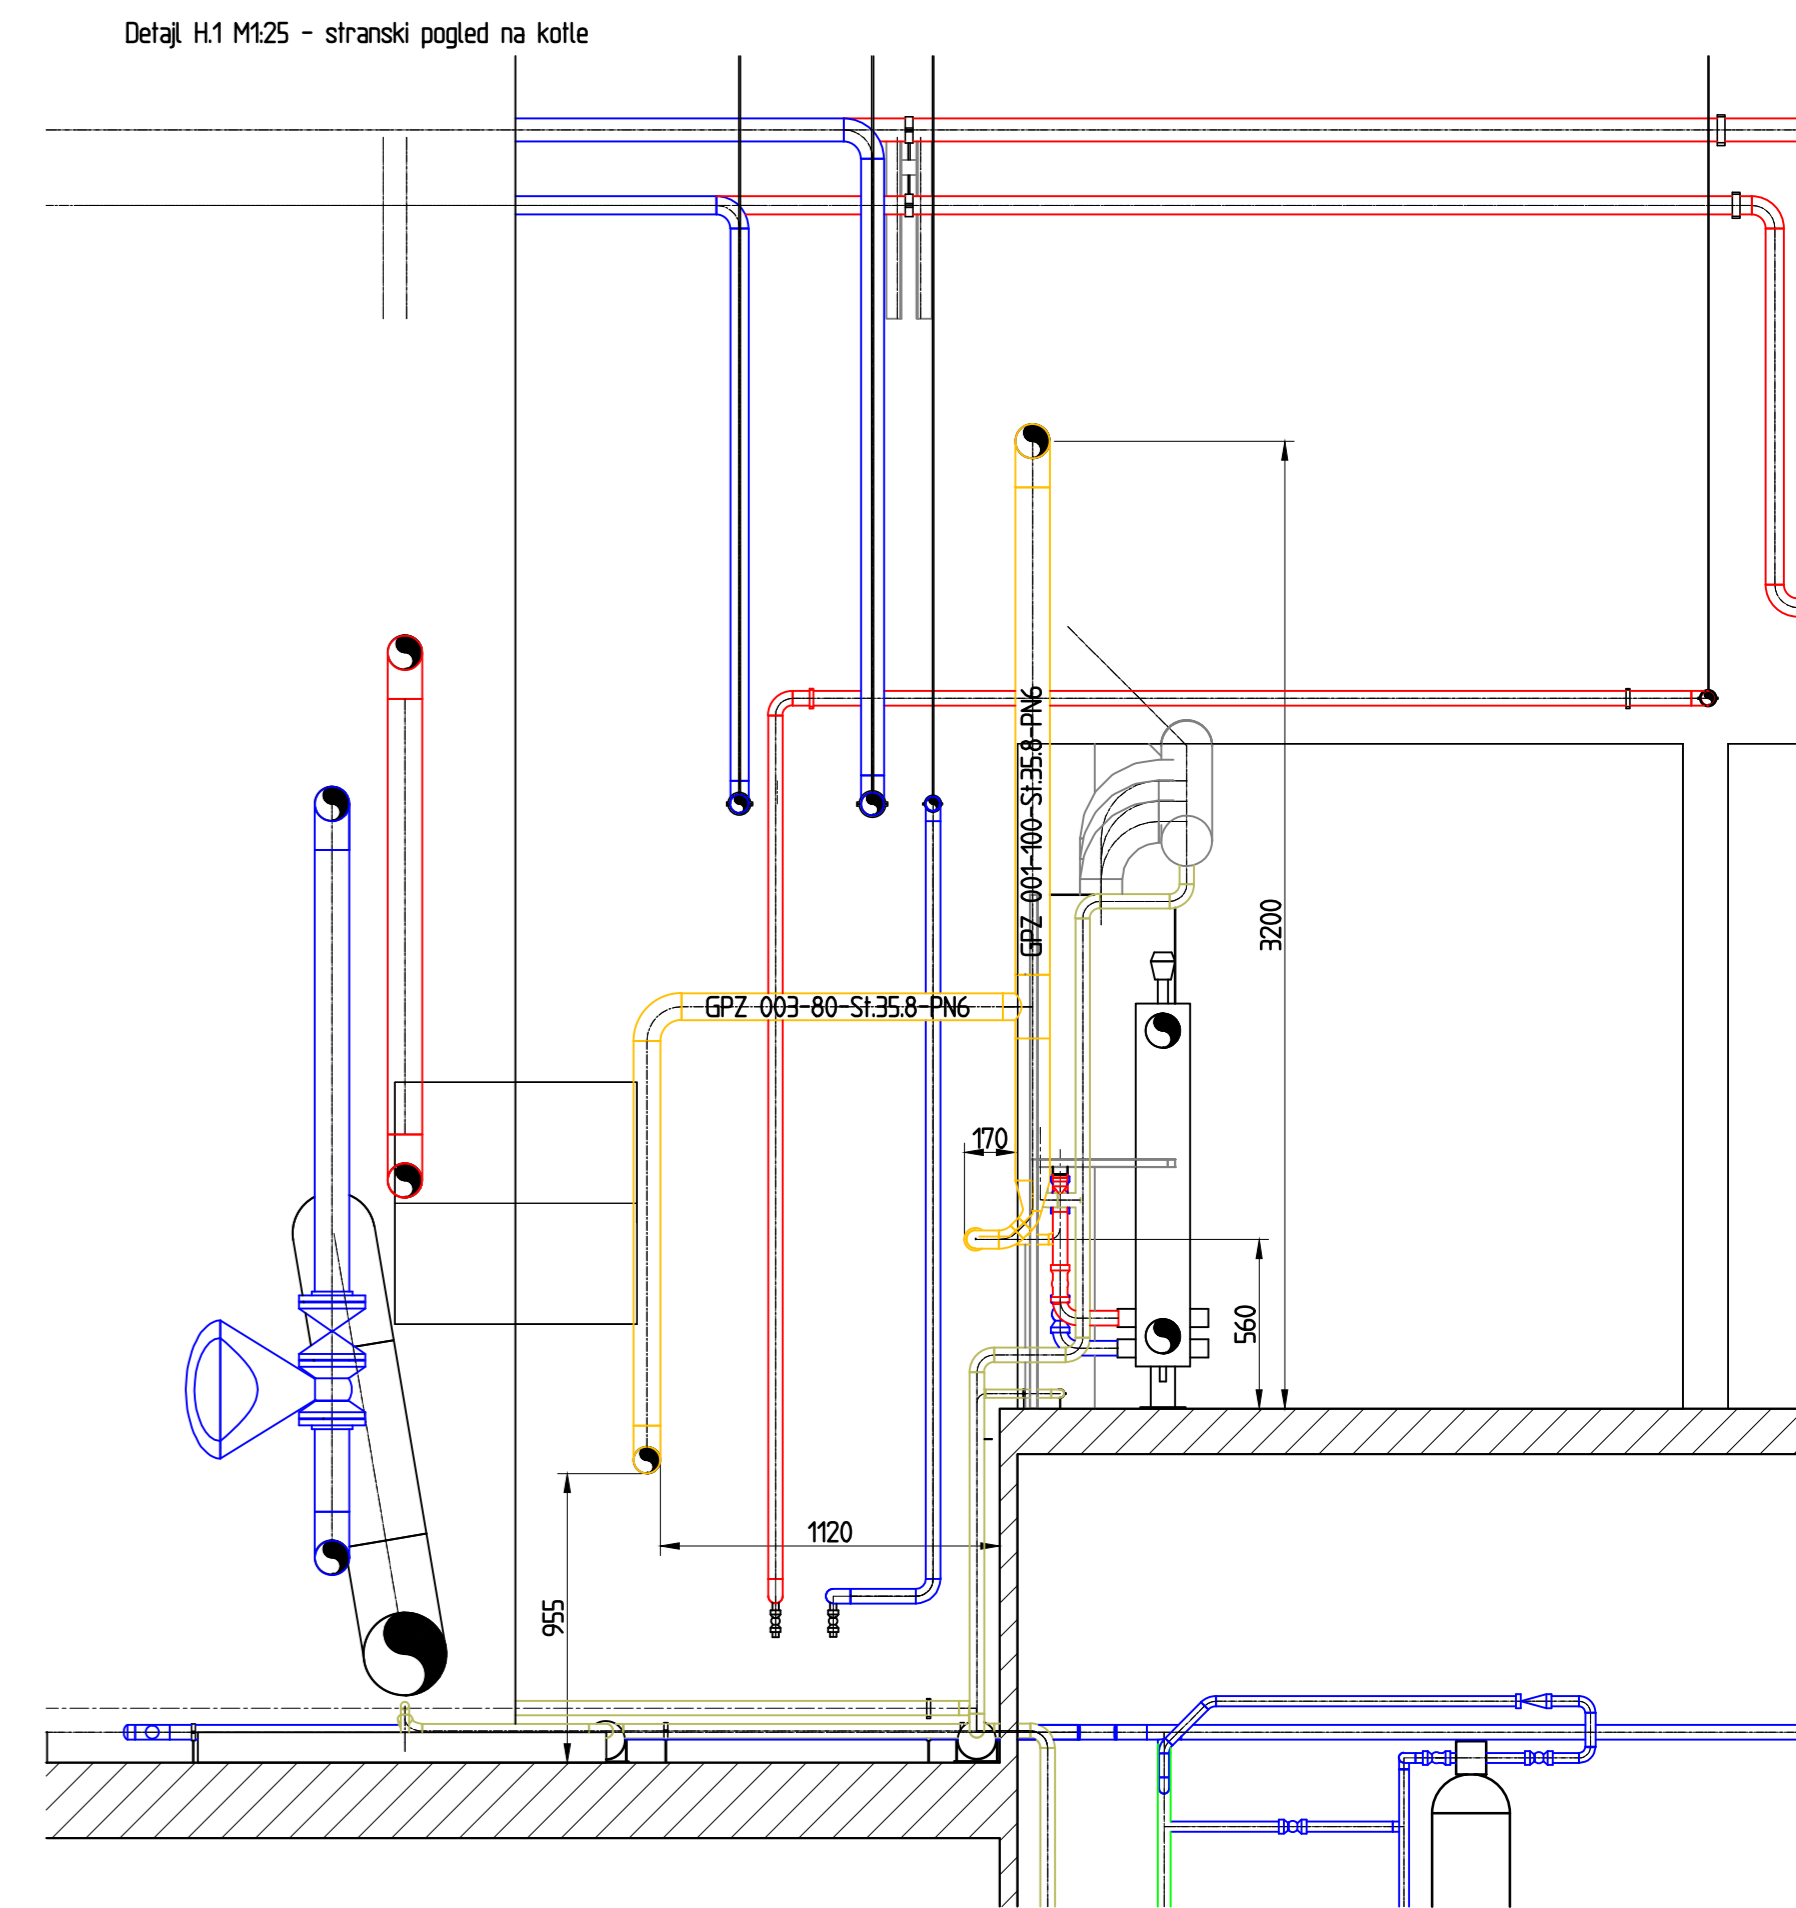 Detajl H.1 M1:25 - stranski pogled na kotle
GPZ 001-100-St.35.8-PN6
3200
GPZ 003-80-St.35.8-PN6
170
560
1120
955